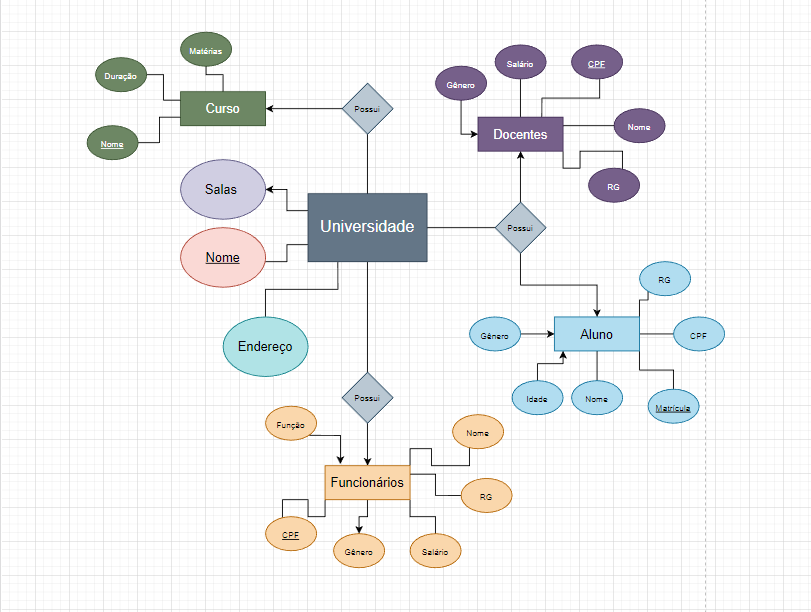 Matérias
Duração
Curso
Nome
Possui
Salário
CPF
Gênero
Docentes
Nome
RG
Salas
Universidade
Nome
Possui
Endereço
RG
Gênero
Aluno
CPF
Idade
Nome
Matrícula
Possui
Função
Nome
Funcionários
RG
CPF
Gênero
Salário